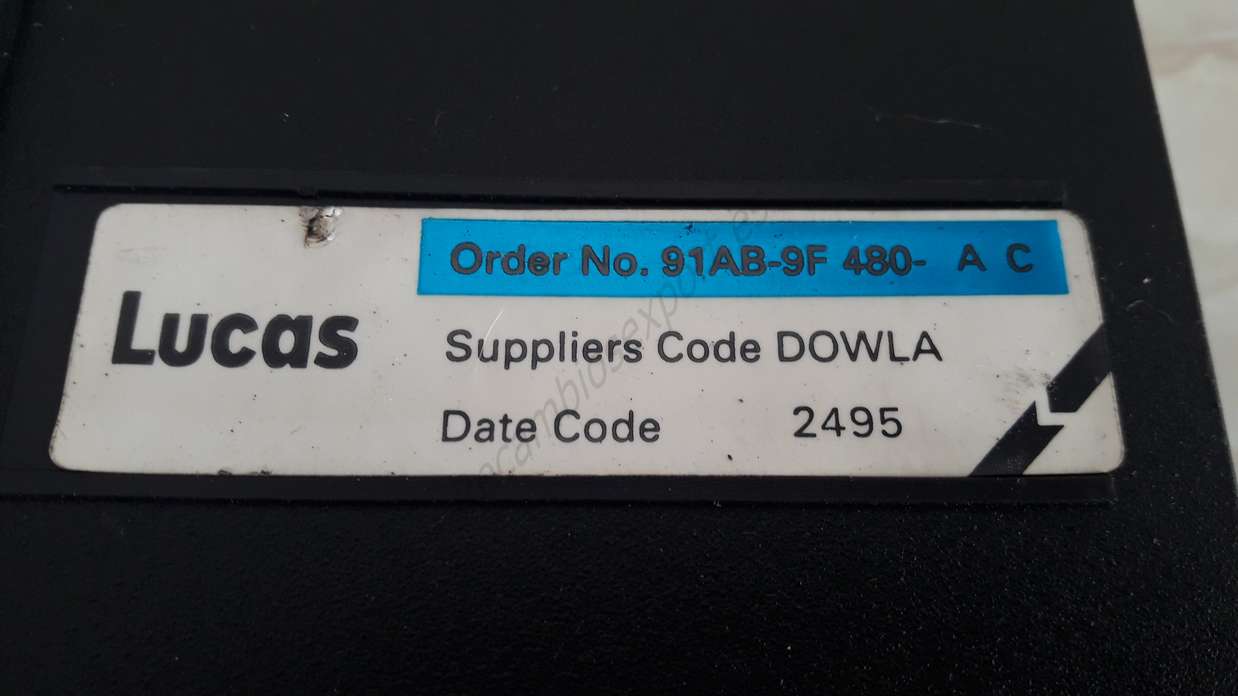 Order No. 91AB-9F 480- A C
Lucas
Suppliers Code DOWLA
Date Code 2495